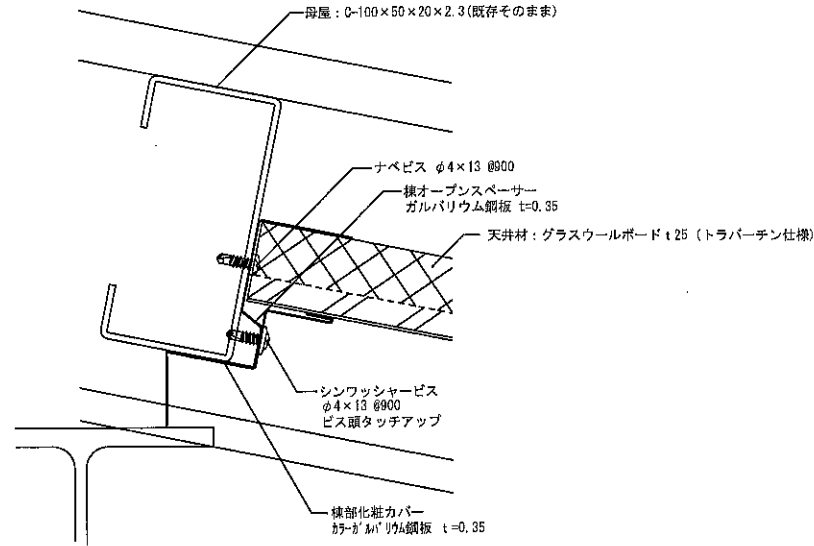 母屋：C-100×50×20×2.3(既存そのまま)
ナベビス φ4×13 @900
棟オープンスペーサー
ガルバリウム鋼板 t=0.35
天井材：グラスウールボード t25 (トラバーチン仕様)
シンワッシャービス
φ4×13 @900
ビス頭タッチアップ
棟部化粧カバー
ｶﾗｰｶﾞﾙﾊﾞﾘｳﾑ鋼板 t=0.35